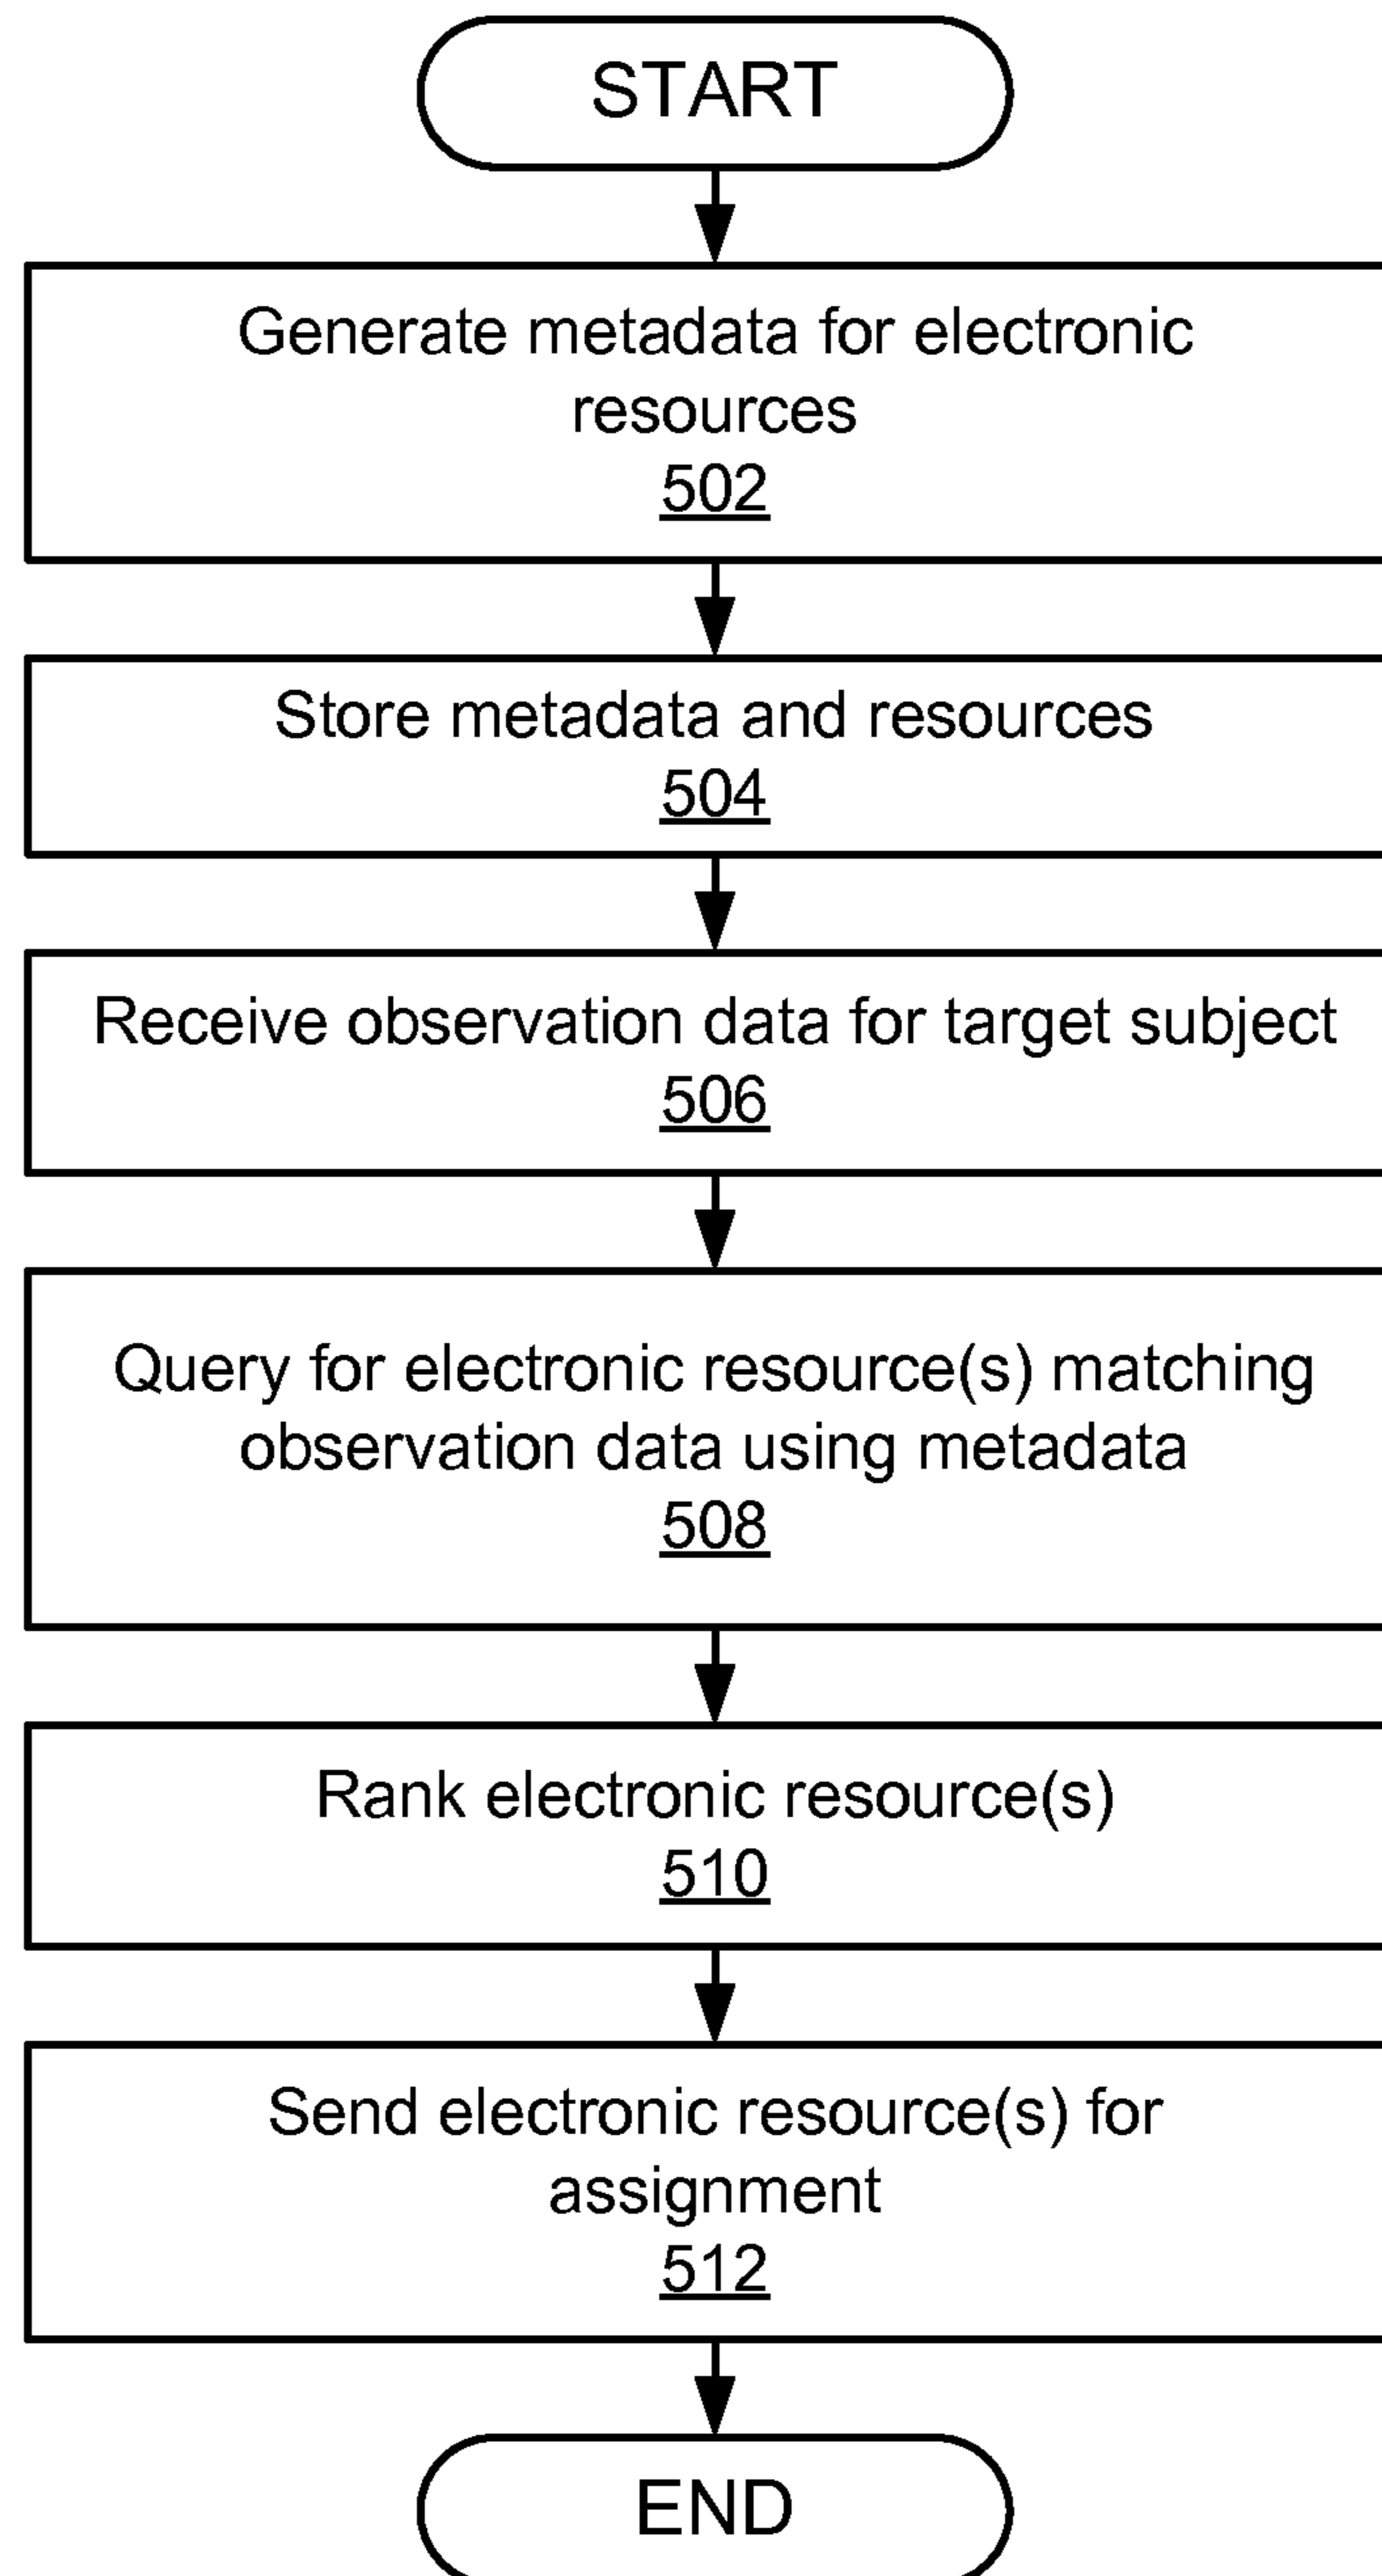 START
Generate metadata for electronic
resources
502
Store metadata and resources
504
Receive observation data for target subject
506
Query for electronic resource(s) matching
observation data using metadata
508
Rank electronic resource(s)
510
Send electronic resource(s) for
assignment
512
END